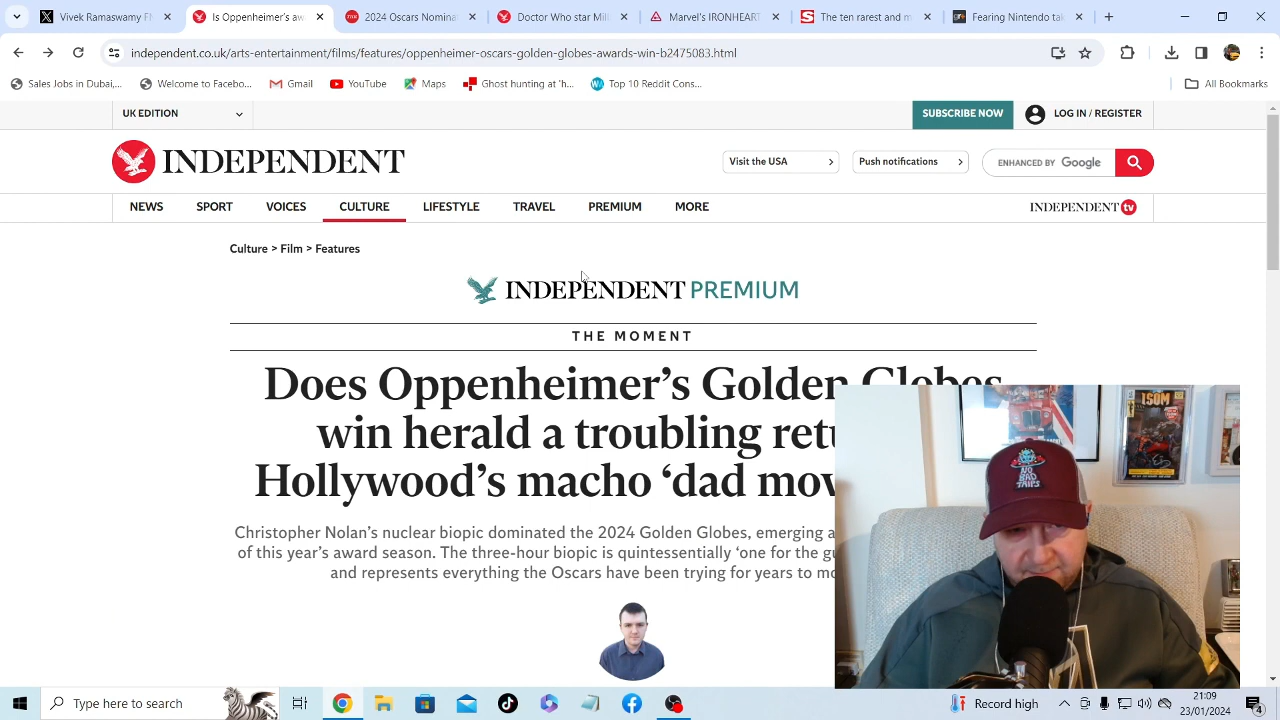 Vivek Ramaswamy
Is Oppenheimer's aw
2024 Oscars Nomina
Doctor Who star Mil
Marvel's IRONHEART
The ten rarest and m
Fearing Nintendo
independent.co.uk/arts-entertainment/films/features/oppenheimer-oscars-golden-globes-awards-win-b2475083.html
Sales Jobs in Dubai,...
Welcome to Faceb...
Gmail
YouTube
Maps
Ghost hunting at 'h...
Top 10 Reddit Cons...
All Bookmarks
UK EDITION
SUBSCRIBE NOW
LOG IN / REGISTER
INDEPENDENT
Visit the USA
Push notifications
ENHANCED BY Google
NEWS
SPORT
VOICES
CULTURE
LIFESTYLE
TRAVEL
PREMIUM
MORE
INDEPENDENT tv
Culture > Film > Features
INDEPENDENT PREMIUM
THE MOMENT
Does Oppenheimer's Golden Globes
win herald a troubling retu
Hollywood's macho 'dad mov
Christopher Nolan's nuclear biopic dominated the 2024 Golden Globes, emerging a
of this year's award season. The three-hour biopic is quintessentially 'one for the gu
and represents everything the Oscars have been trying for years to mo
ISOM
NO
BAD
TRIPS
Type here to search
Record high
21:09
23/01/2024
4